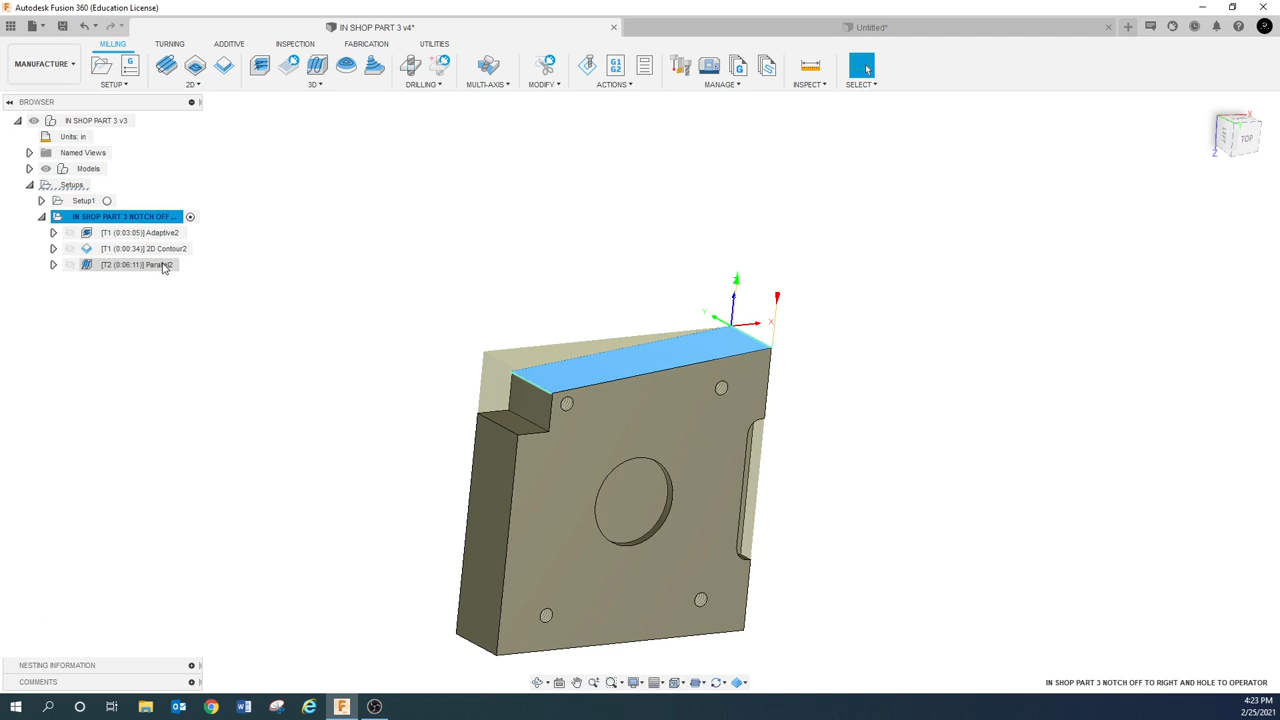 Autodesk Fusion 360 (Education License)
IN SHOP PART 3 v4*
Untitled*
MILLING TURNING ADDITIVE INSPECTION FABRICATION UTILITIES
MANUFACTURE
G
G1
G2
G
SETUP 2D 3D DRILLING MULTI-AXIS MODIFY ACTIONS MANAGE INSPECT SELECT
BROWSER
IN SHOP PART 3 v3
Units: in
Named Views
Models
Setups
Setup1
IN SHOP PART 3 NOTCH OFF ...
[T1 (0:03:05)] Adaptive2
[T1 (0:00:34)] 2D Contour2
[T2 (0:06:11)]
X
Z
TOP
Y
X
NESTING INFORMATION
COMMENTS
IN SHOP PART 3 NOTCH OFF TO RIGHT AND HOLE TO OPERATOR
4:23 PM
2/25/2021